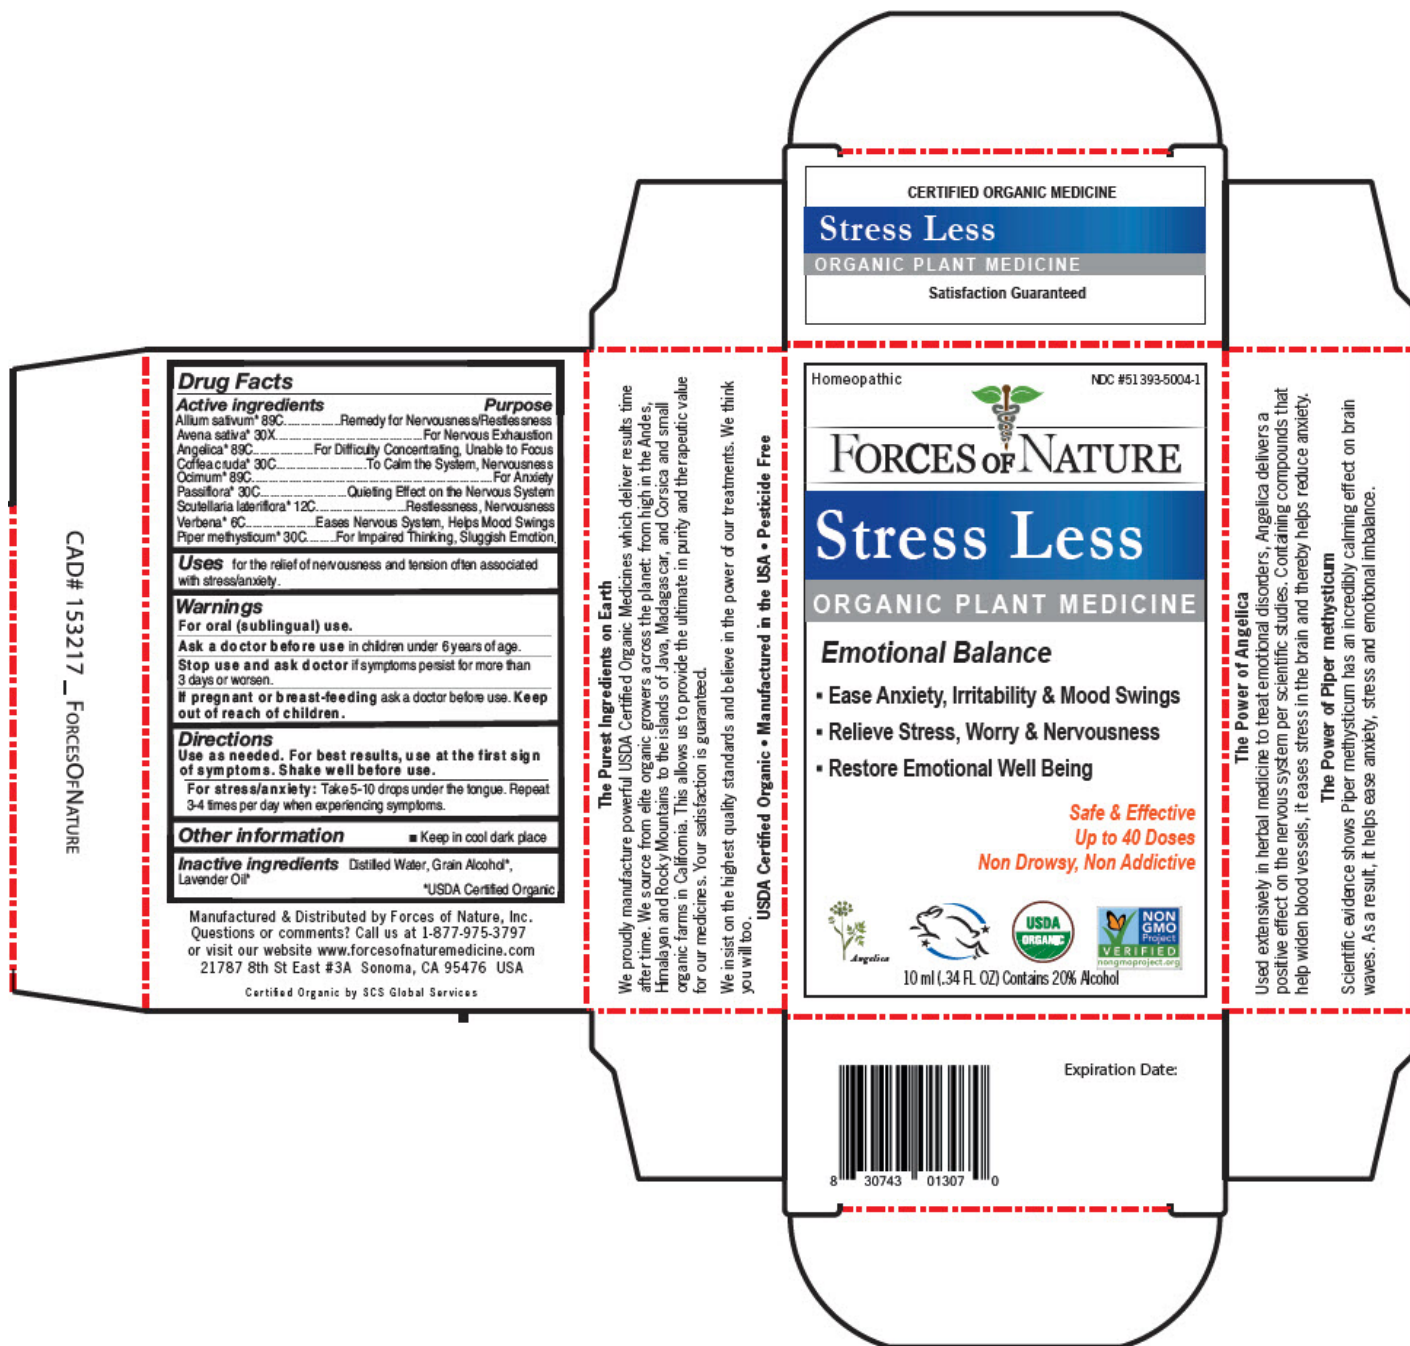 CERTIFIED ORGANIC MEDICINE
Stress Less
ORGANIC PLANT MEDICINE
Satisfaction Guaranteed
CAD# 153217 _ FORCESOFNATURE
Drug Facts
Active ingredients Purpose
Allium sativum* 89C..................Remedy for Nervousness/Restlessness
Avena sativa* 30X................................................For Nervous Exhaustion
Angelica* 89C...................For Difficulty Concentrating, Unable to Focus
Coffea cruda* 30C..............................To Calm the System, Nervousness
Ocimum* 89C................................................................................For Anxiety
Passiflora* 30C............................Quieting Effect on the Nervous System
Scutellaria lateriflora* 12C..............................Restlessness, Nervousness
Verbena* 6C.......................Eases Nervous System, Helps Mood Swings
Piper methysticum* 30C..........For Impaired Thinking, Sluggish Emotion.
Uses for the relief of nervousness and tension often associated
with stress/anxiety.
Warnings
For oral (sublingual) use.
Ask a doctor before use in children under 6 years of age.
Stop use and ask doctor if symptoms persist for more than
3 days or worsen.
If pregnant or breast-feeding ask a doctor before use. Keep
out of reach of children.
Directions
Use as needed. For best results, use at the first sign
of symptoms. Shake well before use.
For stress/anxiety: Take 5-10 drops under the tongue. Repeat
3-4 times per day when experiencing symptoms.
Other information ■ Keep in cool dark place
Inactive ingredients Distilled Water, Grain Alcohol*,
Lavender Oil*
*USDA Certified Organic
Manufactured & Distributed by Forces of Nature, Inc.
Questions or comments? Call us at 1-877-975-3797
or visit our website www.forcesofnaturemedicine.com
21787 8th St East #3A Sonoma, CA 95476 USA
Certified Organic by SCS Global Services
The Purest Ingredients on Earth
We proudly manufacture powerful USDA Certified Organic Medicines which deliver results time
after time. We source from elite organic growers across the planet: from high in the Andes,
Himalayan and Rocky Mountains to the islands of Java, Madagascar, and Corsica and small
organic farms in California. This allows us to provide the ultimate in purity and therapeutic value
for our medicines. Your satisfaction is guaranteed.
We insist on the highest quality standards and believe in the power of our treatments. We think
you will too.
USDA Certified Organic • Manufactured in the USA • Pesticide Free
Homeopathic NDC #51393-5004-1
FORCES OF NATURE
Stress Less
ORGANIC PLANT MEDICINE
Emotional Balance
▪ Ease Anxiety, Irritability & Mood Swings
▪ Relieve Stress, Worry & Nervousness
▪ Restore Emotional Well Being
Safe & Effective
Up to 40 Doses
Non Drowsy, Non Addictive
Angelica
USDA
ORGANIC
NON
GMO
Project
VERIFIED
nongmoproject.org
10 ml (.34 FL OZ) Contains 20% Alcohol
The Power of Angelica
Used extensively in herbal medicine to treat emotional disorders, Angelica delivers a
positive effect on the nervous system per scientific studies. Containing compounds that
help widen blood vessels, it eases stress in the brain and thereby helps reduce anxiety.
The Power of Piper methysticum
Scientific evidence shows Piper methysticum has an incredibly calming effect on brain
waves. As a result, it helps ease anxiety, stress and emotional imbalance.
Expiration Date:
8 30743 01307 0